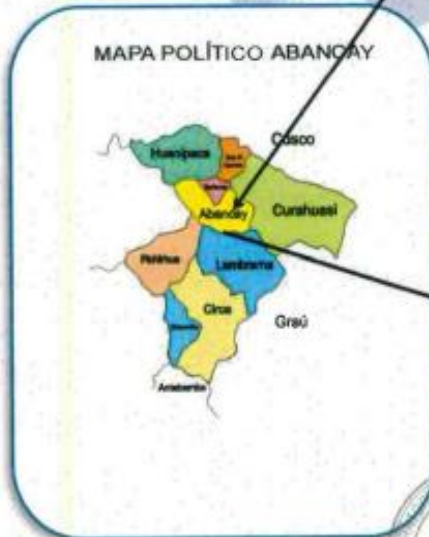 MAPA POLÍTICO ABANCAY
Cusco
Huanipaca
Abancay
Curahuasi
Pichirhua
Lambrama
Circa
Graú